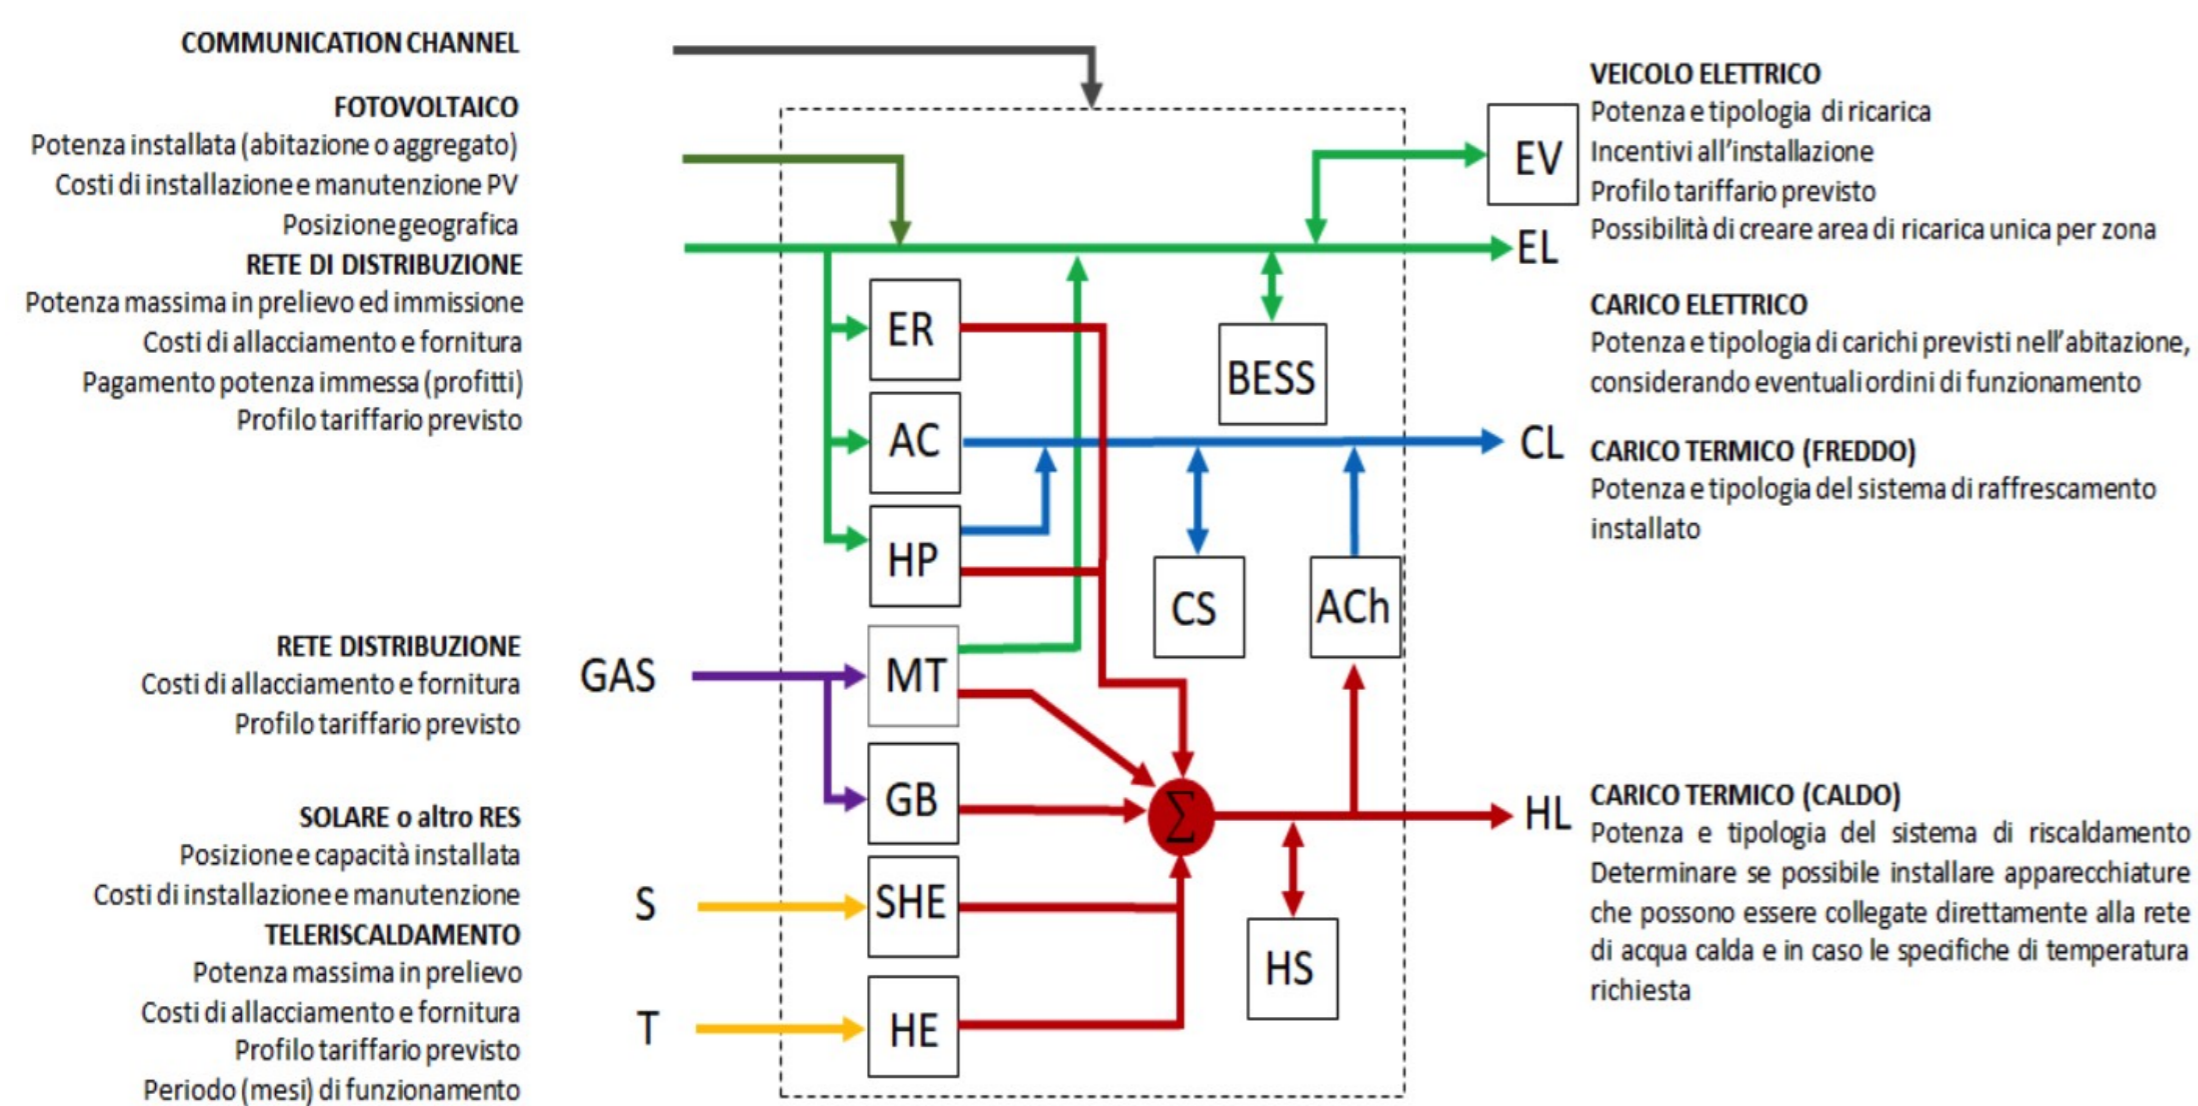 COMMUNICATION CHANNEL
FOTOVOLTAICO
Potenza installata (abitazione o aggregato)
Costi di installazione e manutenzione PV
Posizione geografica
RETE DI DISTRIBUZIONE
Potenza massima in prelievo ed immissione
Costi di allacciamento e fornitura
Pagamento potenza immessa (profitti)
Profilo tariffario previsto
RETE DISTRIBUZIONE
Costi di allacciamento e fornitura
Profilo tariffario previsto
GAS
SOLARE o altro RES
Posizione e capacità installata
Costi di installazione e manutenzione
S
TELERISCALDAMENTO
Potenza massima in prelievo
Costi di allacciamento e fornitura
Profilo tariffario previsto
Periodo (mesi) di funzionamento
T
ER
AC
HP
MT
GB
SHE
HE
BESS
CS
ACh
Σ
HS
EV
EL
CL
HL
VEICOLO ELETTRICO
Potenza e tipologia di ricarica
Incentivi all'installazione
Profilo tariffario previsto
Possibilità di creare area di ricarica unica per zona
CARICO ELETTRICO
Potenza e tipologia di carichi previsti nell'abitazione,
considerando eventuali ordini di funzionamento
CARICO TERMICO (FREDDO)
Potenza e tipologia del sistema di raffrescamento
installato
CARICO TERMICO (CALDO)
Potenza e tipologia del sistema di riscaldamento
Determinare se possibile installare apparecchiature
che possono essere collegate direttamente alla rete
di acqua calda e in caso le specifiche di temperatura
richiesta